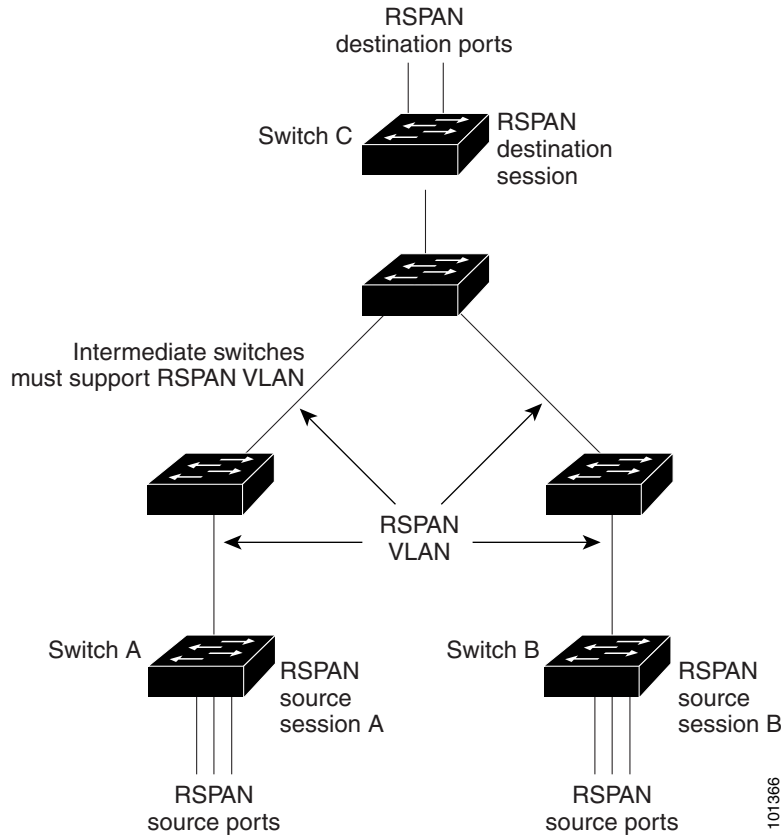 RSPAN
destination ports
Switch C
RSPAN
destination
session
Intermediate switches
must support RSPAN VLAN
RSPAN
VLAN
Switch A
RSPAN
source
session A
Switch B
RSPAN
source
session B
RSPAN
source ports
RSPAN
source ports
101366